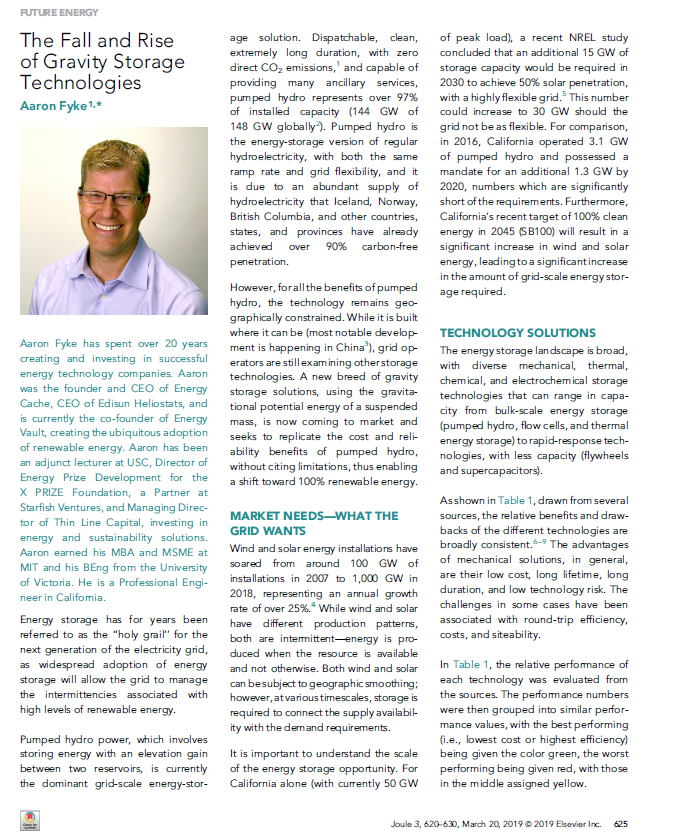 FUTURE ENERGY
The Fall and Rise
of Gravity Storage
Technologies
Aaron Fyke1,*
Aaron Fyke has spent over 20 years
creating and investing in successful
energy technology companies. Aaron
was the founder and CEO of Energy
Cache, CEO of Edisun Heliostats, and
is currently the co-founder of Energy
Vault, creating the ubiquitous adoption
of renewable energy. Aaron has been
an adjunct lecturer at USC, Director of
Energy Prize Development for the
X PRIZE Foundation, a Partner at
Starfish Ventures, and Managing Direc-
tor of Thin Line Capital, investing in
energy and sustainability solutions.
Aaron earned his MBA and MSME at
MIT and his BEng from the University
of Victoria. He is a Professional Engi-
neer in California.
Energy storage has for years been
referred to as the “holy grail” for the
next generation of the electricity grid,
as widespread adoption of energy
storage will allow the grid to manage
the intermittencies associated with
high levels of renewable energy.
Pumped hydro power, which involves
storing energy with an elevation gain
between two reservoirs, is currently
the dominant grid-scale energy-stor-
age solution. Dispatchable, clean,
extremely long duration, with zero
direct CO2 emissions,1 and capable of
providing many ancillary services,
pumped hydro represents over 97%
of installed capacity (144 GW of
148 GW globally2). Pumped hydro is
the energy-storage version of regular
hydroelectricity, with both the same
ramp rate and grid flexibility, and it
is due to an abundant supply of
hydroelectricity that Iceland, Norway,
British Columbia, and other countries,
states, and provinces have already
achieved over 90% carbon-free
penetration.
However, for all the benefits of pumped
hydro, the technology remains geo-
graphically constrained. While it is built
where it can be (most notable develop-
ment is happening in China3), grid op-
erators are still examining other storage
technologies. A new breed of gravity
storage solutions, using the gravita-
tional potential energy of a suspended
mass, is now coming to market and
seeks to replicate the cost and reli-
ability benefits of pumped hydro,
without citing limitations, thus enabling
a shift toward 100% renewable energy.
MARKET NEEDS—WHAT THE
GRID WANTS
Wind and solar energy installations have
soared from around 100 GW of
installations in 2007 to 1,000 GW in
2018, representing an annual growth
rate of over 25%.4 While wind and solar
have different production patterns,
both are intermittent—energy is pro-
duced when the resource is available
and not otherwise. Both wind and solar
can be subject to geographic smoothing;
however, at various timescales, storage is
required to connect the supply availabil-
ity with the demand requirements.
It is important to understand the scale
of the energy storage opportunity. For
California alone (with currently 50 GW
of peak load), a recent NREL study
concluded that an additional 15 GW of
storage capacity would be required in
2030 to achieve 50% solar penetration,
with a highly flexible grid.5 This number
could increase to 30 GW should the
grid not be as flexible. For comparison,
in 2016, California operated 3.1 GW
of pumped hydro and possessed a
mandate for an additional 1.3 GW by
2020, numbers which are significantly
short of the requirements. Furthermore,
California’s recent target of 100% clean
energy in 2045 (SB100) will result in a
significant increase in wind and solar
energy, leading to a significant increase
in the amount of grid-scale energy stor-
age required.
TECHNOLOGY SOLUTIONS
The energy storage landscape is broad,
with diverse mechanical, thermal,
chemical, and electrochemical storage
technologies that can range in capa-
city from bulk-scale energy storage
(pumped hydro, flow cells, and thermal
energy storage) to rapid-response tech-
nologies, with less capacity (flywheels
and supercapacitors).
As shown in Table 1, drawn from several
sources, the relative benefits and draw-
backs of the different technologies are
broadly consistent.6–9 The advantages
of mechanical solutions, in general,
are their low cost, long lifetime, long
duration, and low technology risk. The
challenges in some cases have been
associated with round-trip efficiency,
costs, and siteability.
In Table 1, the relative performance of
each technology was evaluated from
the sources. The performance numbers
were then grouped into similar perfor-
mance values, with the best performing
(i.e., lowest cost or highest efficiency)
being given the color green, the worst
performing being given red, with those
in the middle assigned yellow.
Joule 3, 620–630, March 20, 2019 © 2019 Elsevier Inc. 625